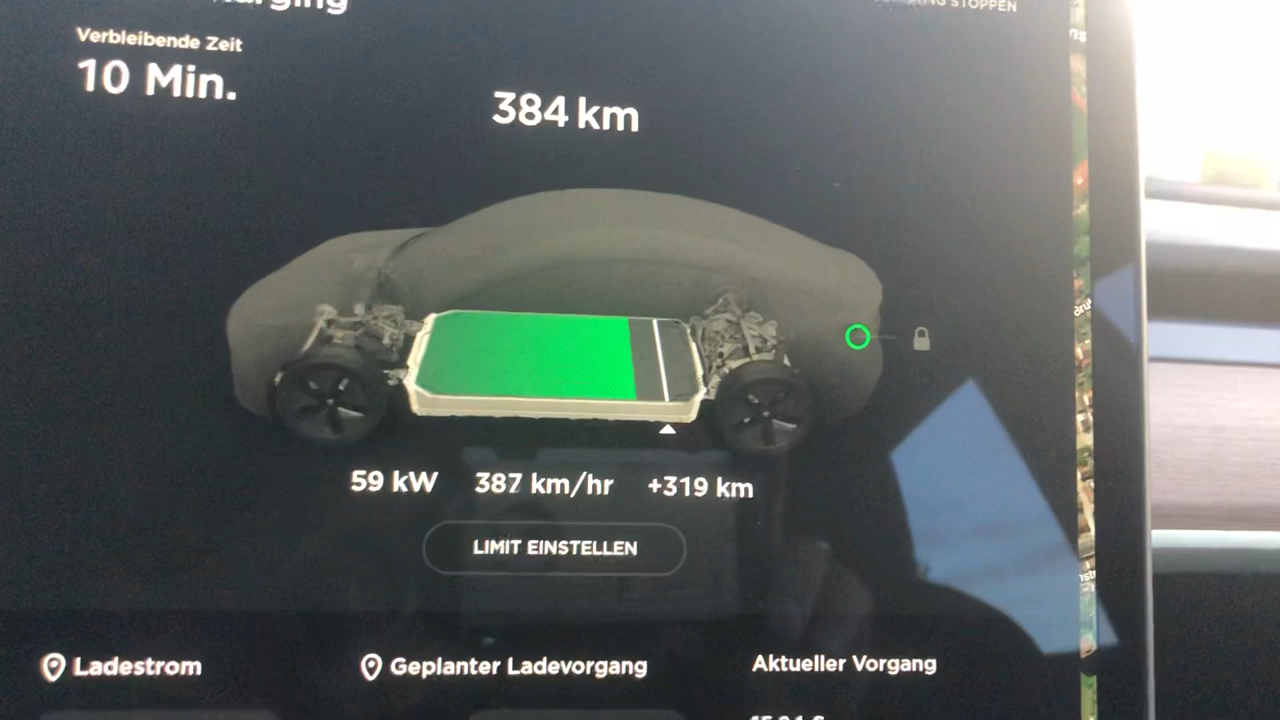 Verbleibende Zeit
10 Min.
384 km
59 kW 387 km/hr +319 km
LIMIT EINSTELLEN
Ladestrom
Geplanter Ladevorgang
Aktueller Vorgang